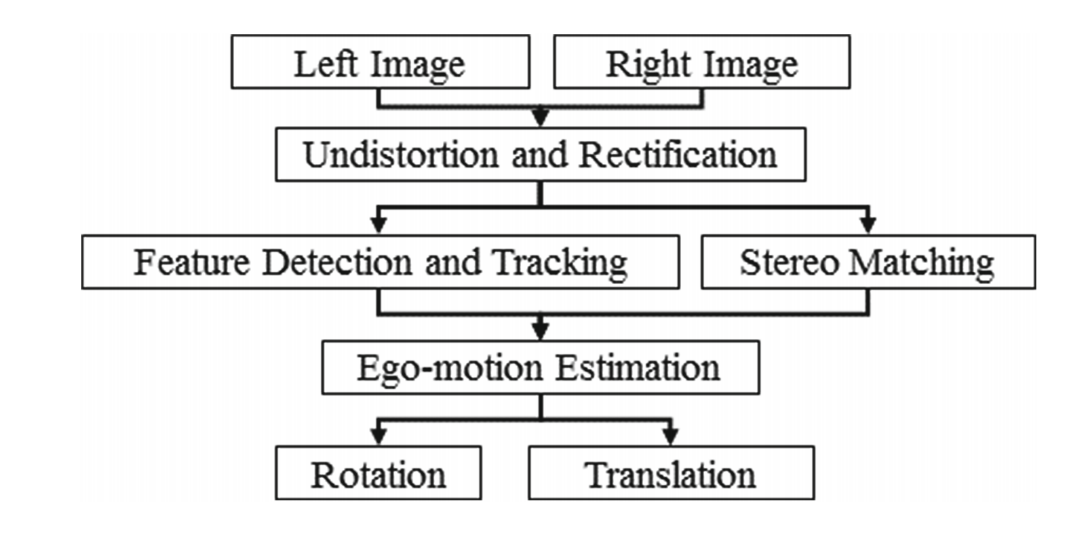 Left Image
Right Image
Undistortion and Rectification
Feature Detection and Tracking
Stereo Matching
Ego-motion Estimation
Rotation
Translation